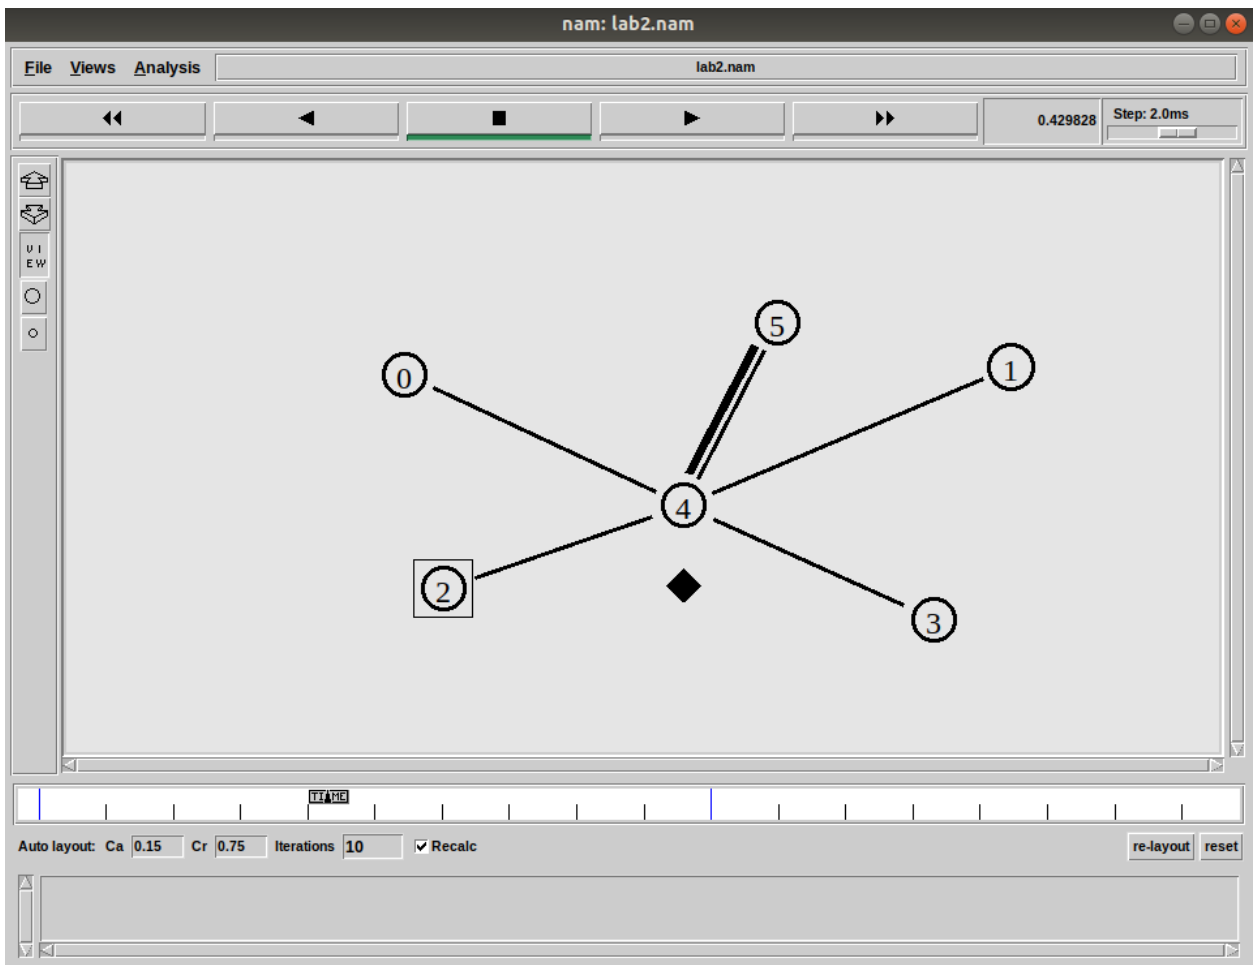 nam: lab2.nam
File Views Analysis lab2.nam
0.429828 Step: 2.0ms
V I
E W
5
0
1
4
2
3
TIME
Auto layout: Ca 0.15 Cr 0.75 Iterations 10 Recalc re-layout reset